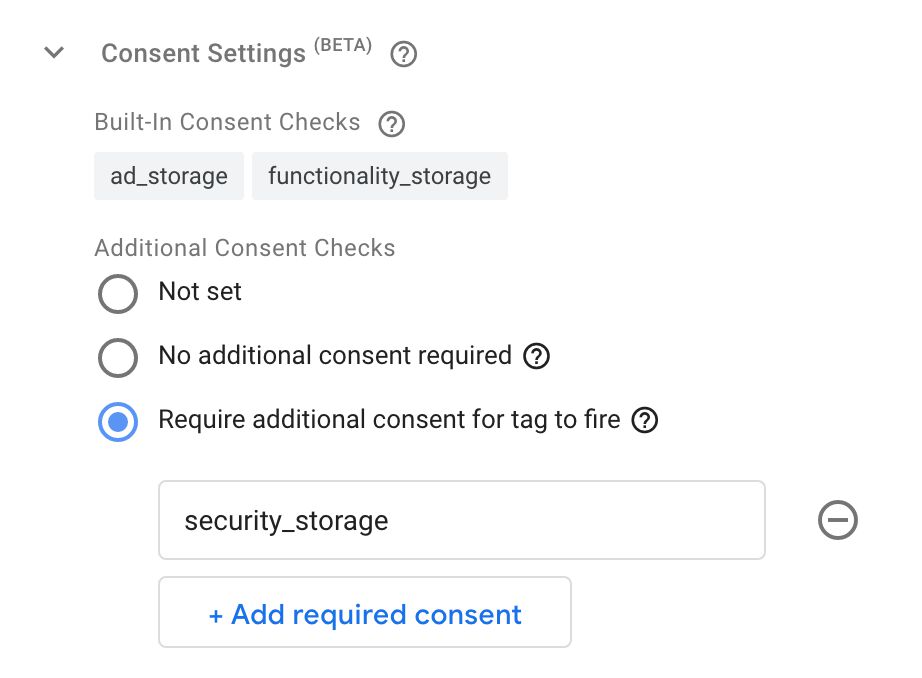 Consent Settings (BETA)
Built-In Consent Checks
ad_storage functionality_storage
Additional Consent Checks
Not set
No additional consent required
Require additional consent for tag to fire
security_storage
+ Add required consent